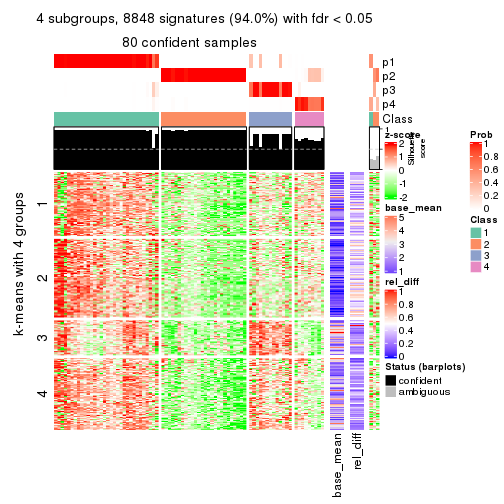 4 subgroups, 8848 signatures (94.0%) with fdr < 0.05
80 confident samples
p1
p2
p3
p4
Class
1
Silhouette
score
z-score
2
1
0
-1
-2
base_mean
5
4
3
2
1
rel_diff
1
0.8
0.6
0.4
0.2
0
Status (barplots)
confident
ambiguous
Prob
1
0.8
0.6
0.4
0.2
0
Class
1
2
3
4
k-means with 4 groups
1
2
3
4
base_mean
rel_diff